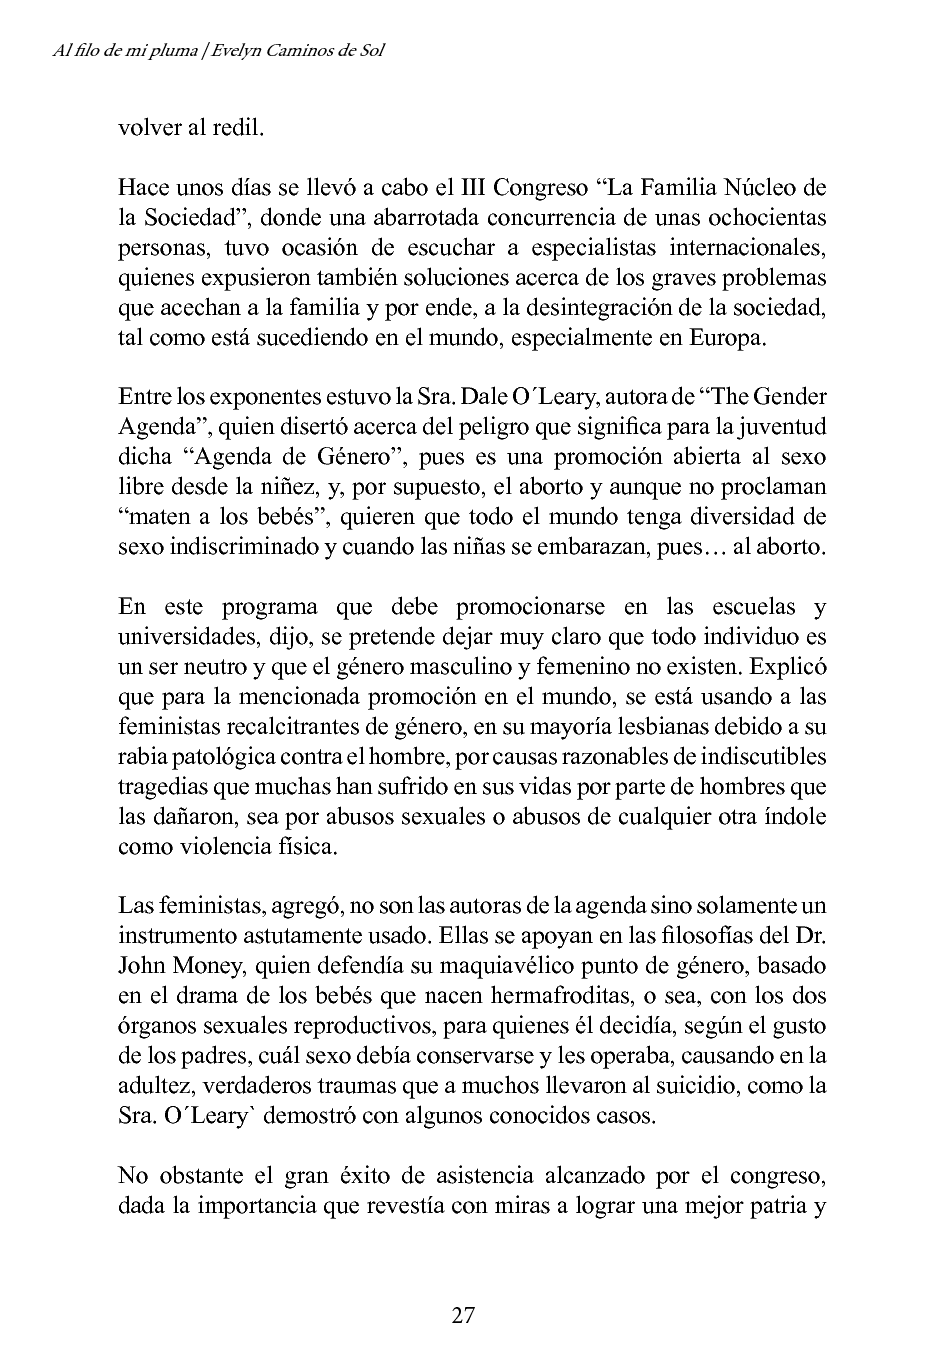 Al filo de mi pluma | Evelyn Caminos de Sol
volver al redil.
Hace unos días se llevó a cabo el III Congreso “La Familia Núcleo de
la Sociedad”, donde una abarrotada concurrencia de unas ochocientas
personas, tuvo ocasión de escuchar a especialistas internacionales,
quienes expusieron también soluciones acerca de los graves problemas
que acechan a la familia y por ende, a la desintegración de la sociedad,
tal como está sucediendo en el mundo, especialmente en Europa.
Entre los exponentes estuvo la Sra. Dale O´Leary, autora de “The Gender
Agenda”, quien disertó acerca del peligro que significa para la juventud
dicha “Agenda de Género”, pues es una promoción abierta al sexo
libre desde la niñez, y, por supuesto, el aborto y aunque no proclaman
“maten a los bebés”, quieren que todo el mundo tenga diversidad de
sexo indiscriminado y cuando las niñas se embarazan, pues… al aborto.
En este programa que debe promocionarse en las escuelas y
universidades, dijo, se pretende dejar muy claro que todo individuo es
un ser neutro y que el género masculino y femenino no existen. Explicó
que para la mencionada promoción en el mundo, se está usando a las
feministas recalcitrantes de género, en su mayoría lesbianas debido a su
rabia patológica contra el hombre, por causas razonables de indiscutibles
tragedias que muchas han sufrido en sus vidas por parte de hombres que
las dañaron, sea por abusos sexuales o abusos de cualquier otra índole
como violencia física.
Las feministas, agregó, no son las autoras de la agenda sino solamente un
instrumento astutamente usado. Ellas se apoyan en las filosofías del Dr.
John Money, quien defendía su maquiavélico punto de género, basado
en el drama de los bebés que nacen hermafroditas, o sea, con los dos
órganos sexuales reproductivos, para quienes él decidía, según el gusto
de los padres, cuál sexo debía conservarse y les operaba, causando en la
adultez, verdaderos traumas que a muchos llevaron al suicidio, como la
Sra. O´Leary` demostró con algunos conocidos casos.
No obstante el gran éxito de asistencia alcanzado por el congreso,
dada la importancia que revestía con miras a lograr una mejor patria y
27